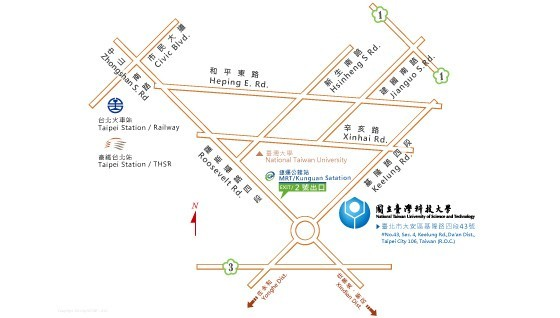 1
市民大道
Civic Blvd.
中山南路
Zhongshan S. Rd
和平東路
Heping E. Rd.
新生南路
Hsinheng S Rd.
建國南路
Jianguo S. Rd.
1
台北火車站
Taipei Station / Railway
高鐵台北站
Taipei Station / THSR
辛亥路
Xinhai Rd.
臺灣大學
National Taiwan University
捷運公館站
MRT/Kunguan Satation
EXIT/2號出口
羅斯福路四段
Roosevelt Rd.
基隆路四段
Keelung Rd.
國立臺灣科技大學
National Taiwan University of Science and Technology
臺北市大安區基隆路四段43號
#No.43, Sec. 4, Keelung Rd., Da'an Dist.,
Taipei City 106, Taiwan (R.O.C.)
N
3
往永和
Yonghe Dist.
Xindian Dist.